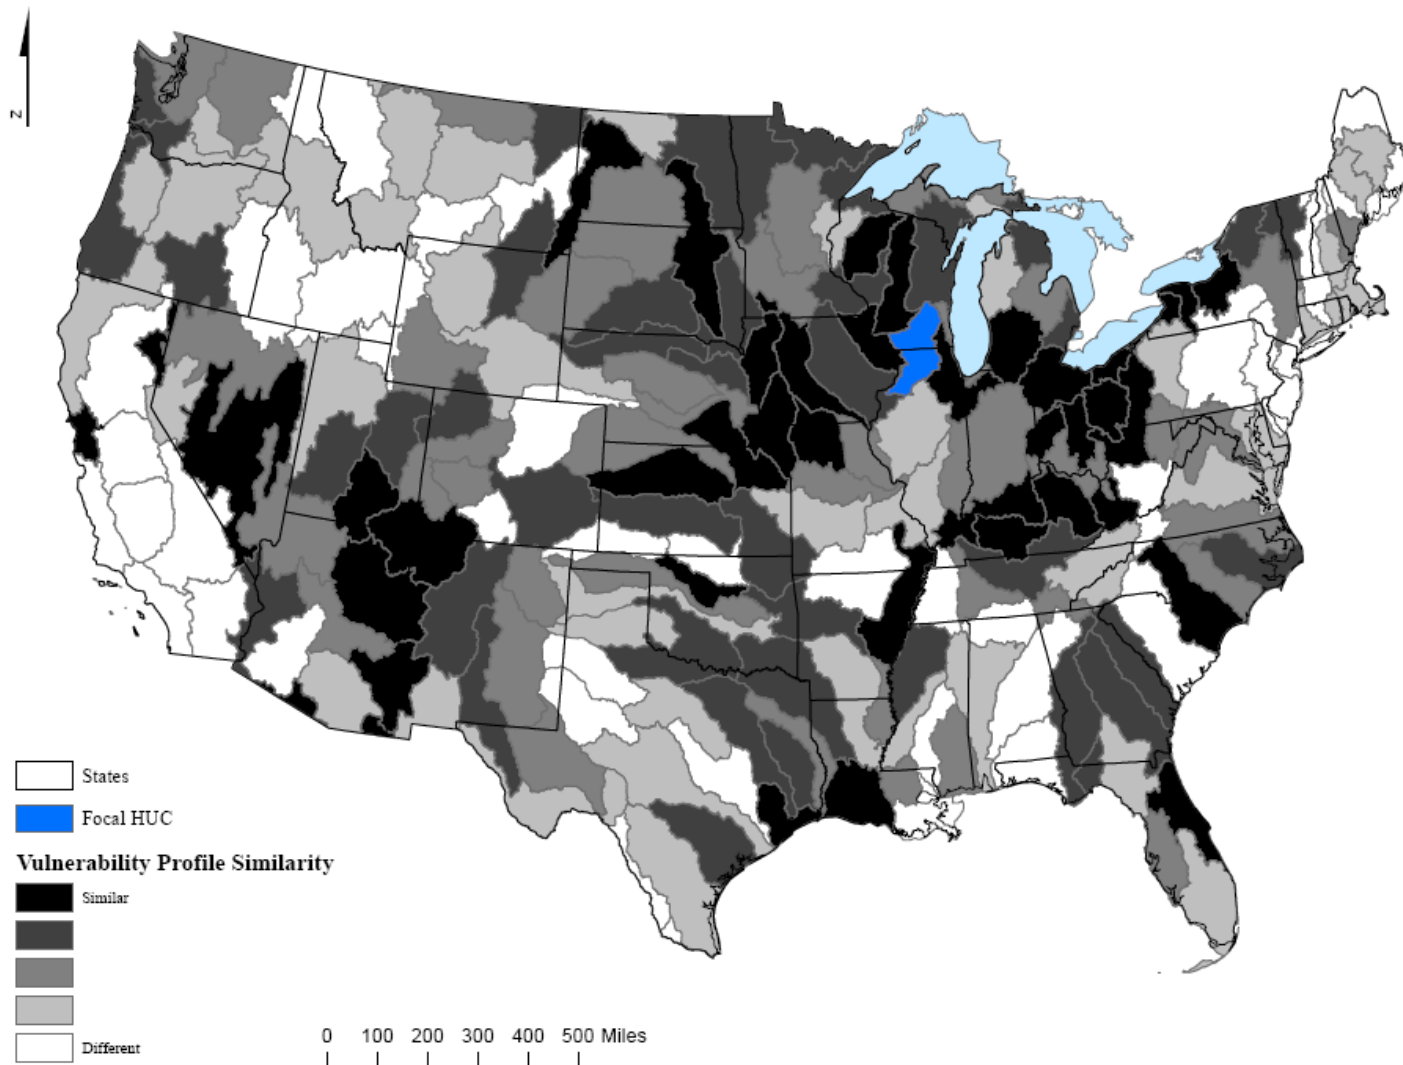 N
States
Focal HUC
Vulnerability Profile Similarity
Similar
Different
0 100 200 300 400 500 Miles